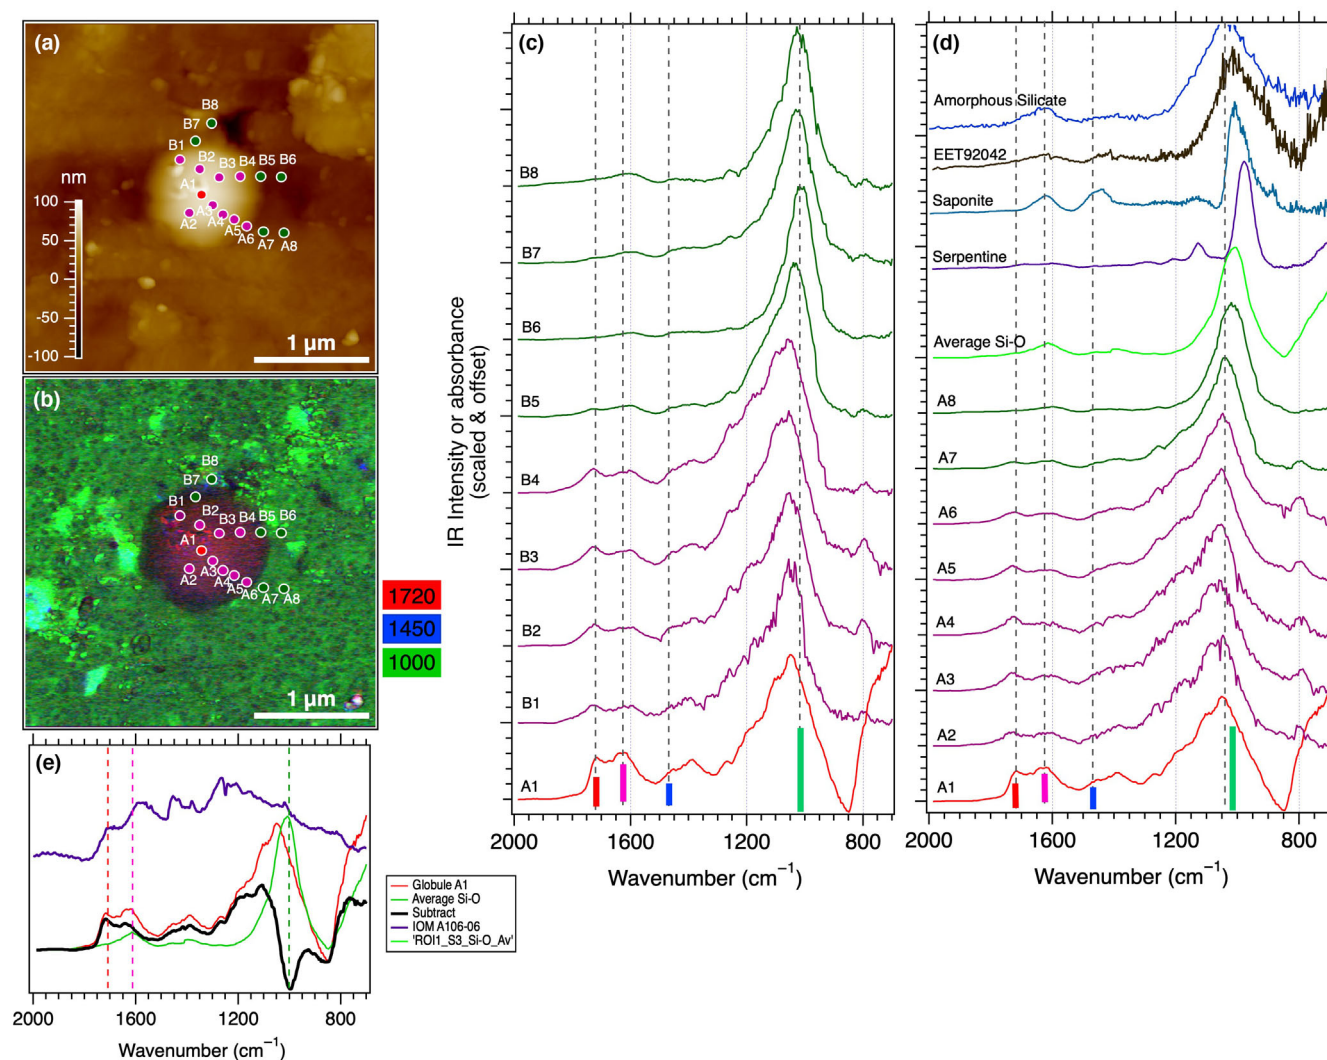 (a)
B8
B7
B1
B2
B3
B4
B5
B6
A1
A3
A2
A4
A5
A6
A7
A8
nm
100
50
0
-50
-100
1 µm
(b)
B8
B7
B1
B2
B3
B4
B5
B6
A1
A2
A3
A4
A5
A6
A7
A8
1 µm
1720
1450
1000
(c)
IR Intensity or absorbance
(scaled & offset)
B8
B7
B6
B5
B4
B3
B2
B1
A1
2000
1600
1200
800
Wavenumber (cm⁻¹)
(d)
Amorphous Silicate
EET92042
Saponite
Serpentine
Average Si-O
A8
A7
A6
A5
A4
A3
A2
A1
2000
1600
1200
800
Wavenumber (cm⁻¹)
(e)
Globule A1
Average Si-O
Subtract
IOM A106-06
'ROI1_S3_Si-O_Av'
2000
1600
1200
800
Wavenumber (cm⁻¹)